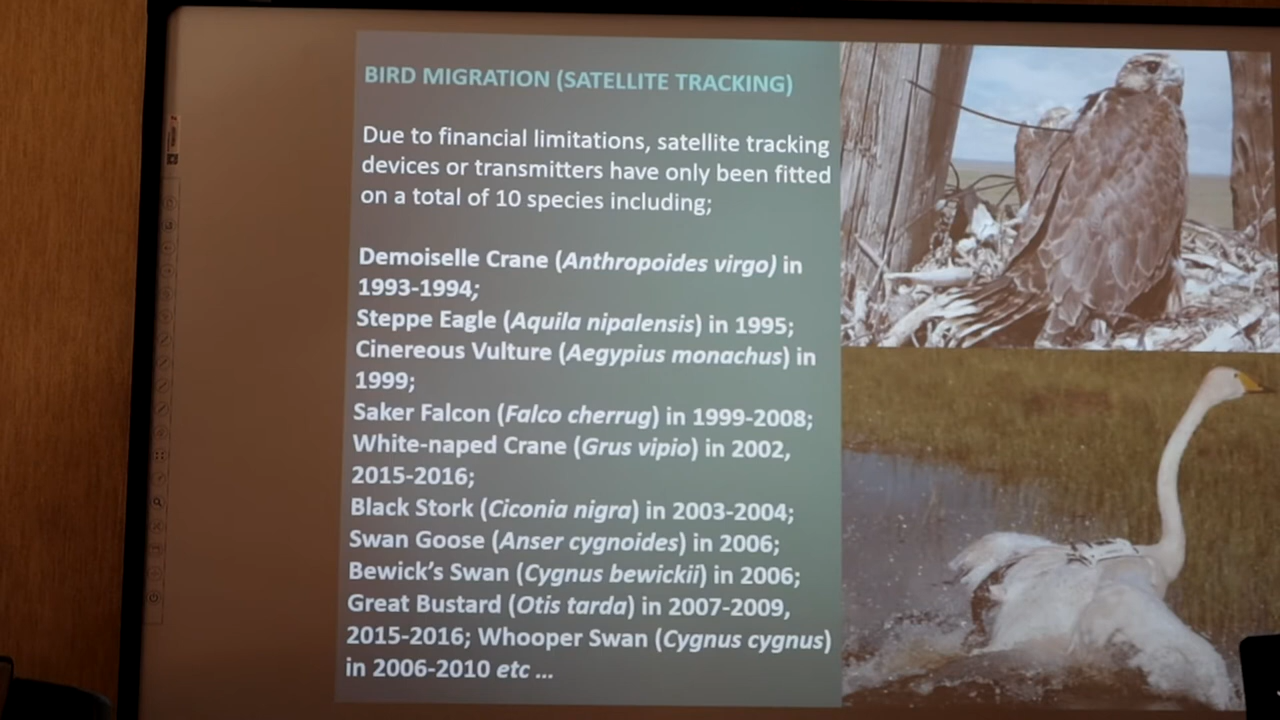 BIRD MIGRATION (SATELLITE TRACKING)
Due to financial limitations, satellite tracking
devices or transmitters have only been fitted
on a total of 10 species including;
Demoiselle Crane (Anthropoides virgo) in
1993-1994;
Steppe Eagle (Aquila nipalensis) in 1995;
Cinereous Vulture (Aegypius monachus) in
1999;
Saker Falcon (Falco cherrug) in 1999-2008;
White-naped Crane (Grus vipio) in 2002,
2015-2016;
Black Stork (Ciconia nigra) in 2003-2004;
Swan Goose (Anser cygnoides) in 2006;
Bewick's Swan (Cygnus bewickii) in 2006;
Great Bustard (Otis tarda) in 2007-2009,
2015-2016; Whooper Swan (Cygnus cygnus)
in 2006-2010 etc ...